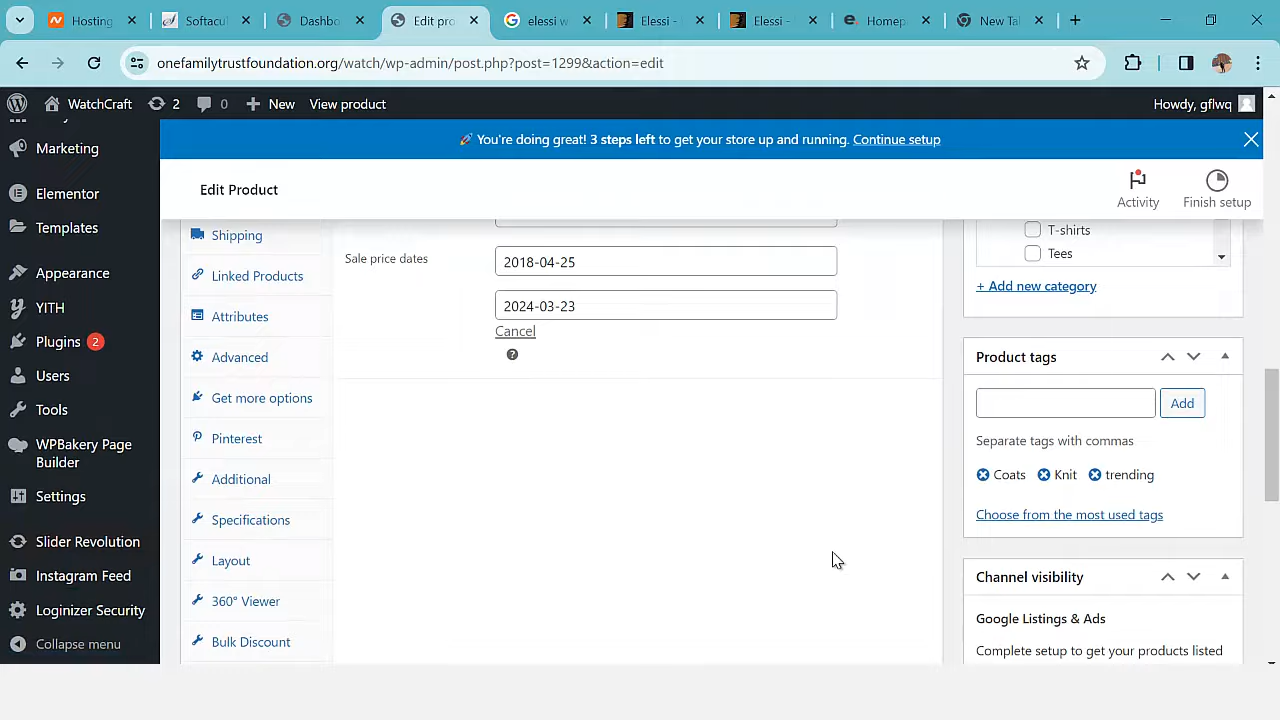 Hosting
Softacul
Dashbo
Edit pro
elessi w
Elessi -
Elessi -
Homep
New Tal
onefamilytrustfoundation.org/watch/wp-admin/post.php?post=1299&action=edit
WatchCraft 2 0 New View product Howdy, gflwq
Marketing
Elementor
Templates
Appearance
YITH
Plugins 2
Users
Tools
WPBakery Page
Builder
Settings
Slider Revolution
Instagram Feed
Loginizer Security
Collapse menu
🚀 You're doing great! 3 steps left to get your store up and running. Continue setup
Edit Product
Activity
Finish setup
Shipping
Linked Products
Attributes
Advanced
Get more options
Pinterest
Additional
Specifications
Layout
360° Viewer
Bulk Discount
Sale price dates
2018-04-25
2024-03-23
Cancel
T-shirts
Tees
+ Add new category
Product tags
Add
Separate tags with commas
Coats Knit trending
Choose from the most used tags
Channel visibility
Google Listings & Ads
Complete setup to get your products listed